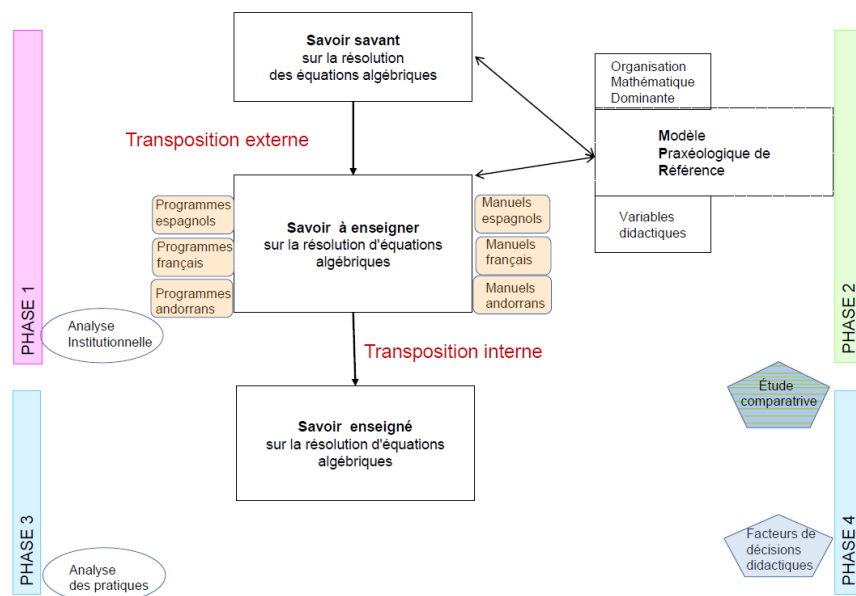 Savoir savant
sur la résolution
des équations algébriques
Organisation
Mathématique
Dominante
Modèle
Praxéologique de
Référence
Variables
didactiques
Transposition externe
Programmes
espagnols
Programmes
français
Programmes
andorrans
Savoir à enseigner
sur la résolution d'équations
algébriques
Manuels
espagnols
Manuels
français
Manuels
andorrans
PHASE 1
Analyse
Institutionnelle
PHASE 2
Transposition interne
Étude
comparatrive
Savoir enseigné
sur la résolution d'équations
algébriques
PHASE 3
Analyse
des pratiques
Facteurs de
décisions
didactiques
PHASE 4